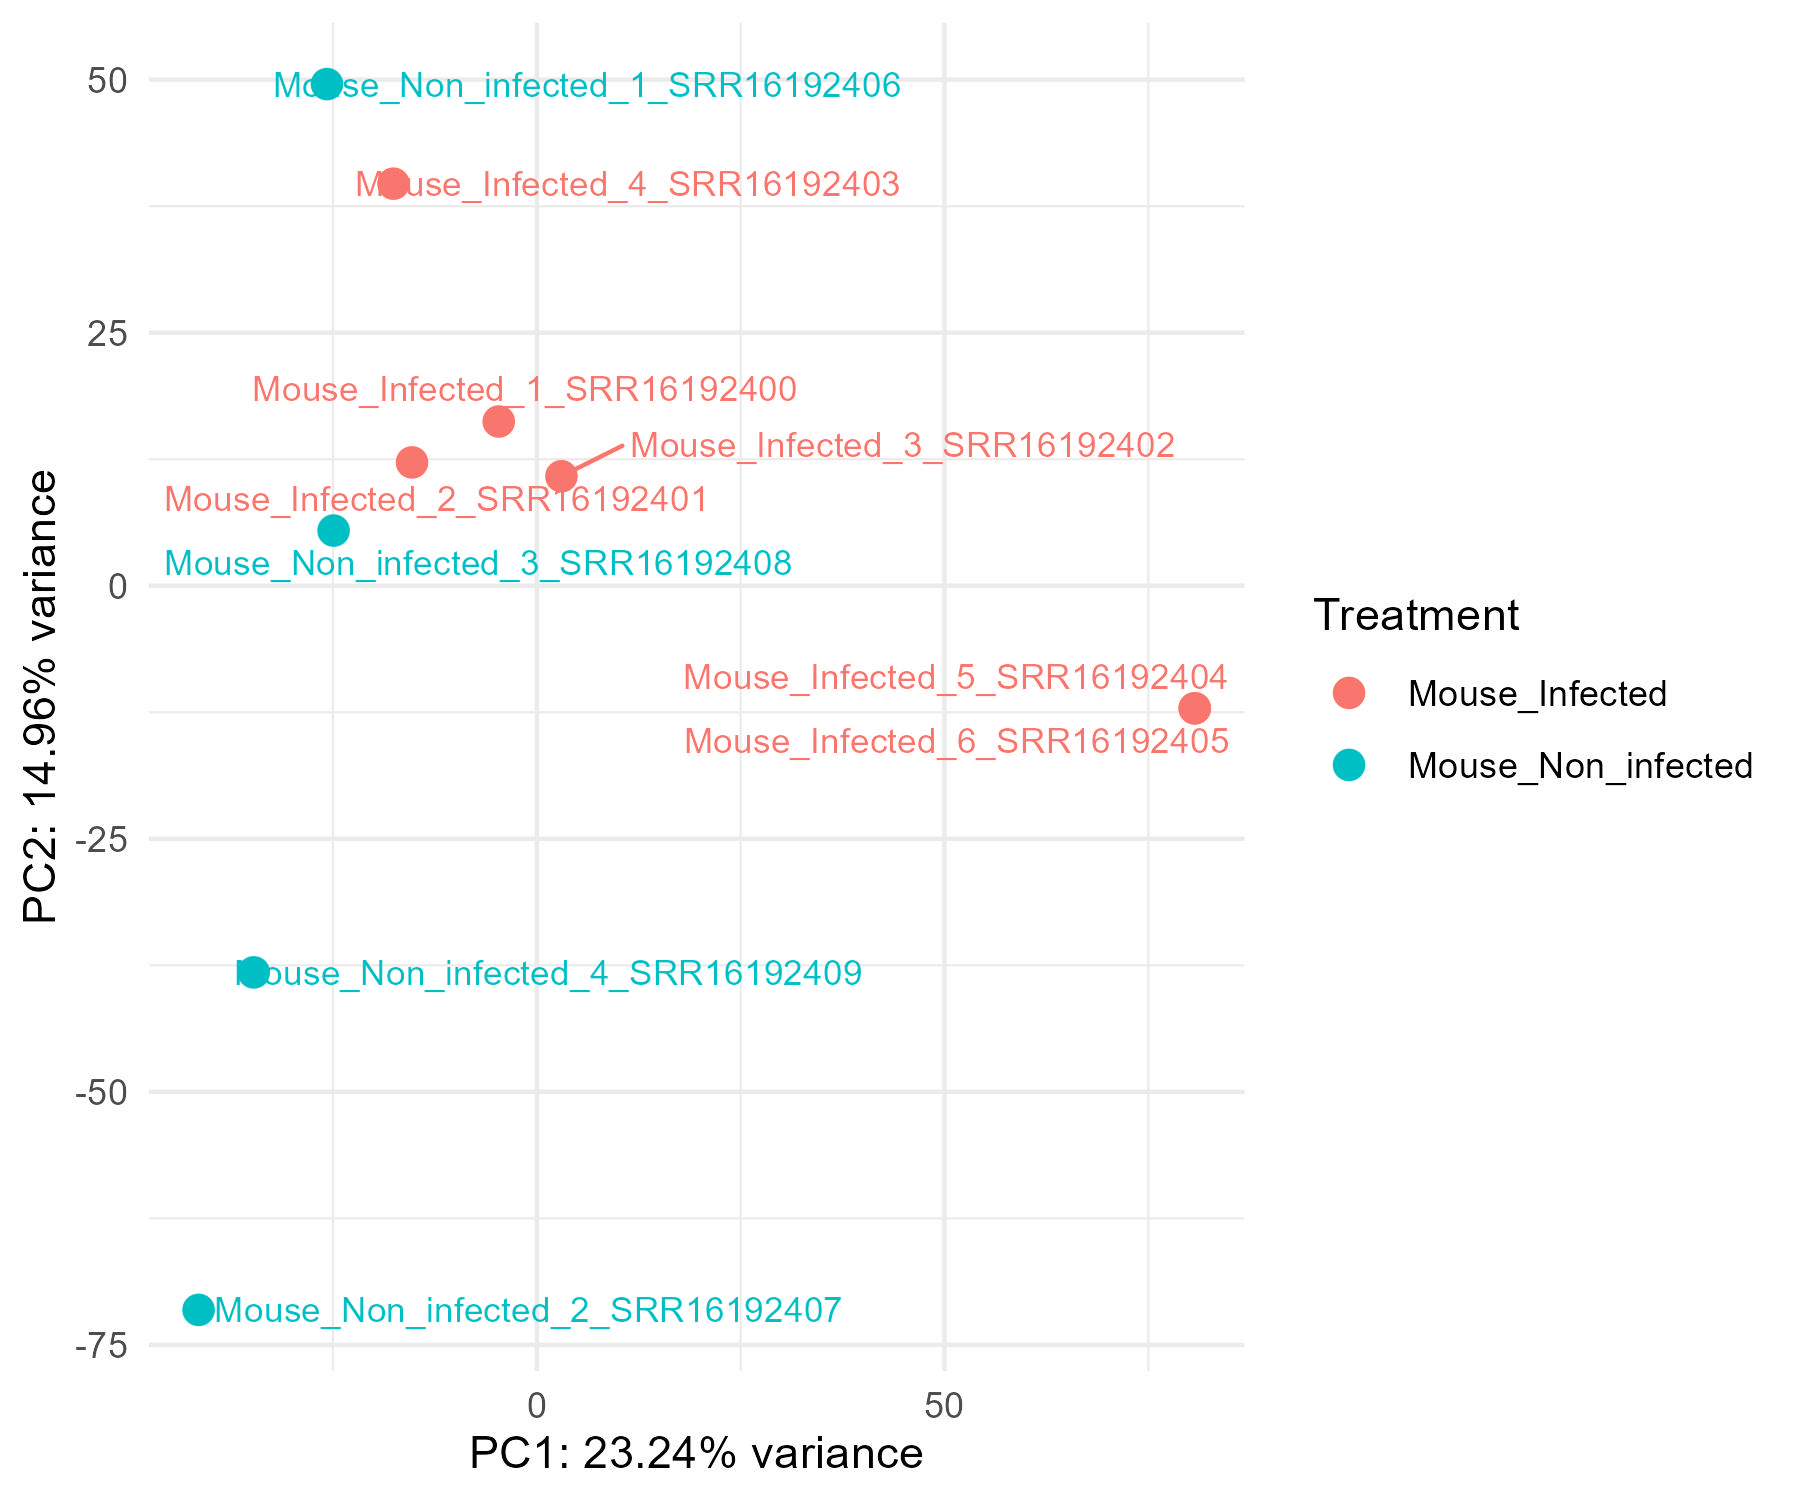 50
25
0
-25
-50
-75
PC2: 14.96% variance
Mouse_Non_infected_1_SRR16192406
Mouse_Infected_4_SRR16192403
Mouse_Infected_1_SRR16192400
Mouse_Infected_3_SRR16192402
Mouse_Infected_2_SRR16192401
Mouse_Non_infected_3_SRR16192408
Mouse_Infected_5_SRR16192404
Mouse_Infected_6_SRR16192405
Mouse_Non_infected_4_SRR16192409
Mouse_Non_infected_2_SRR16192407
0 50
PC1: 23.24% variance
Treatment
Mouse_Infected
Mouse_Non_infected